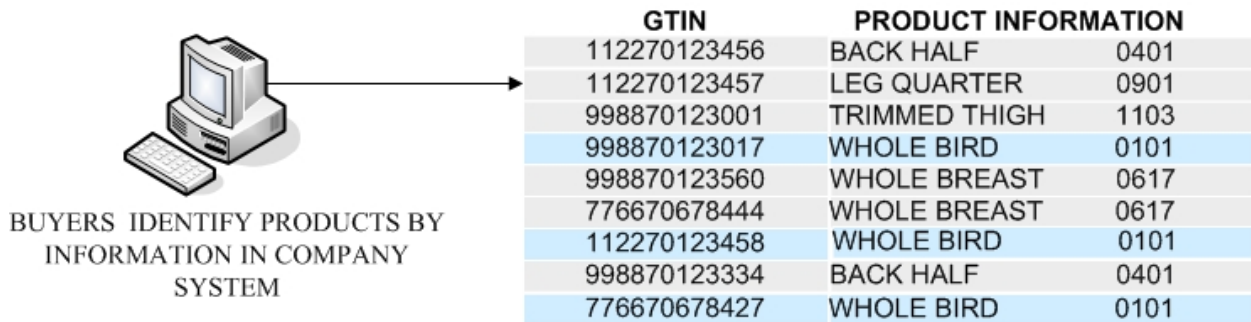 GTIN PRODUCT INFORMATION
112270123456 BACK HALF 0401
112270123457 LEG QUARTER 0901
998870123001 TRIMMED THIGH 1103
998870123017 WHOLE BIRD 0101
998870123560 WHOLE BREAST 0617
776670678444 WHOLE BREAST 0617
112270123458 WHOLE BIRD 0101
998870123334 BACK HALF 0401
776670678427 WHOLE BIRD 0101
BUYERS IDENTIFY PRODUCTS BY
INFORMATION IN COMPANY
SYSTEM